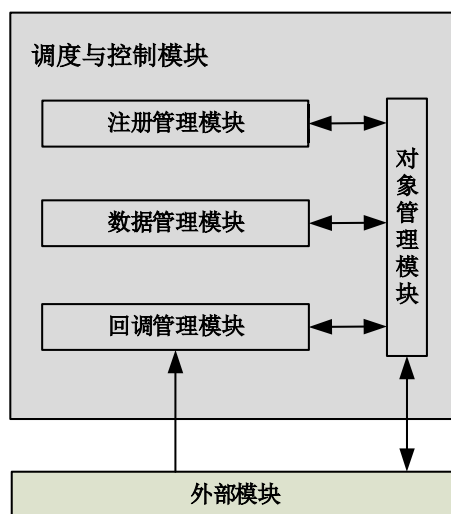 调度与控制模块
注册管理模块
数据管理模块
回调管理模块
对象管理模块
外部模块